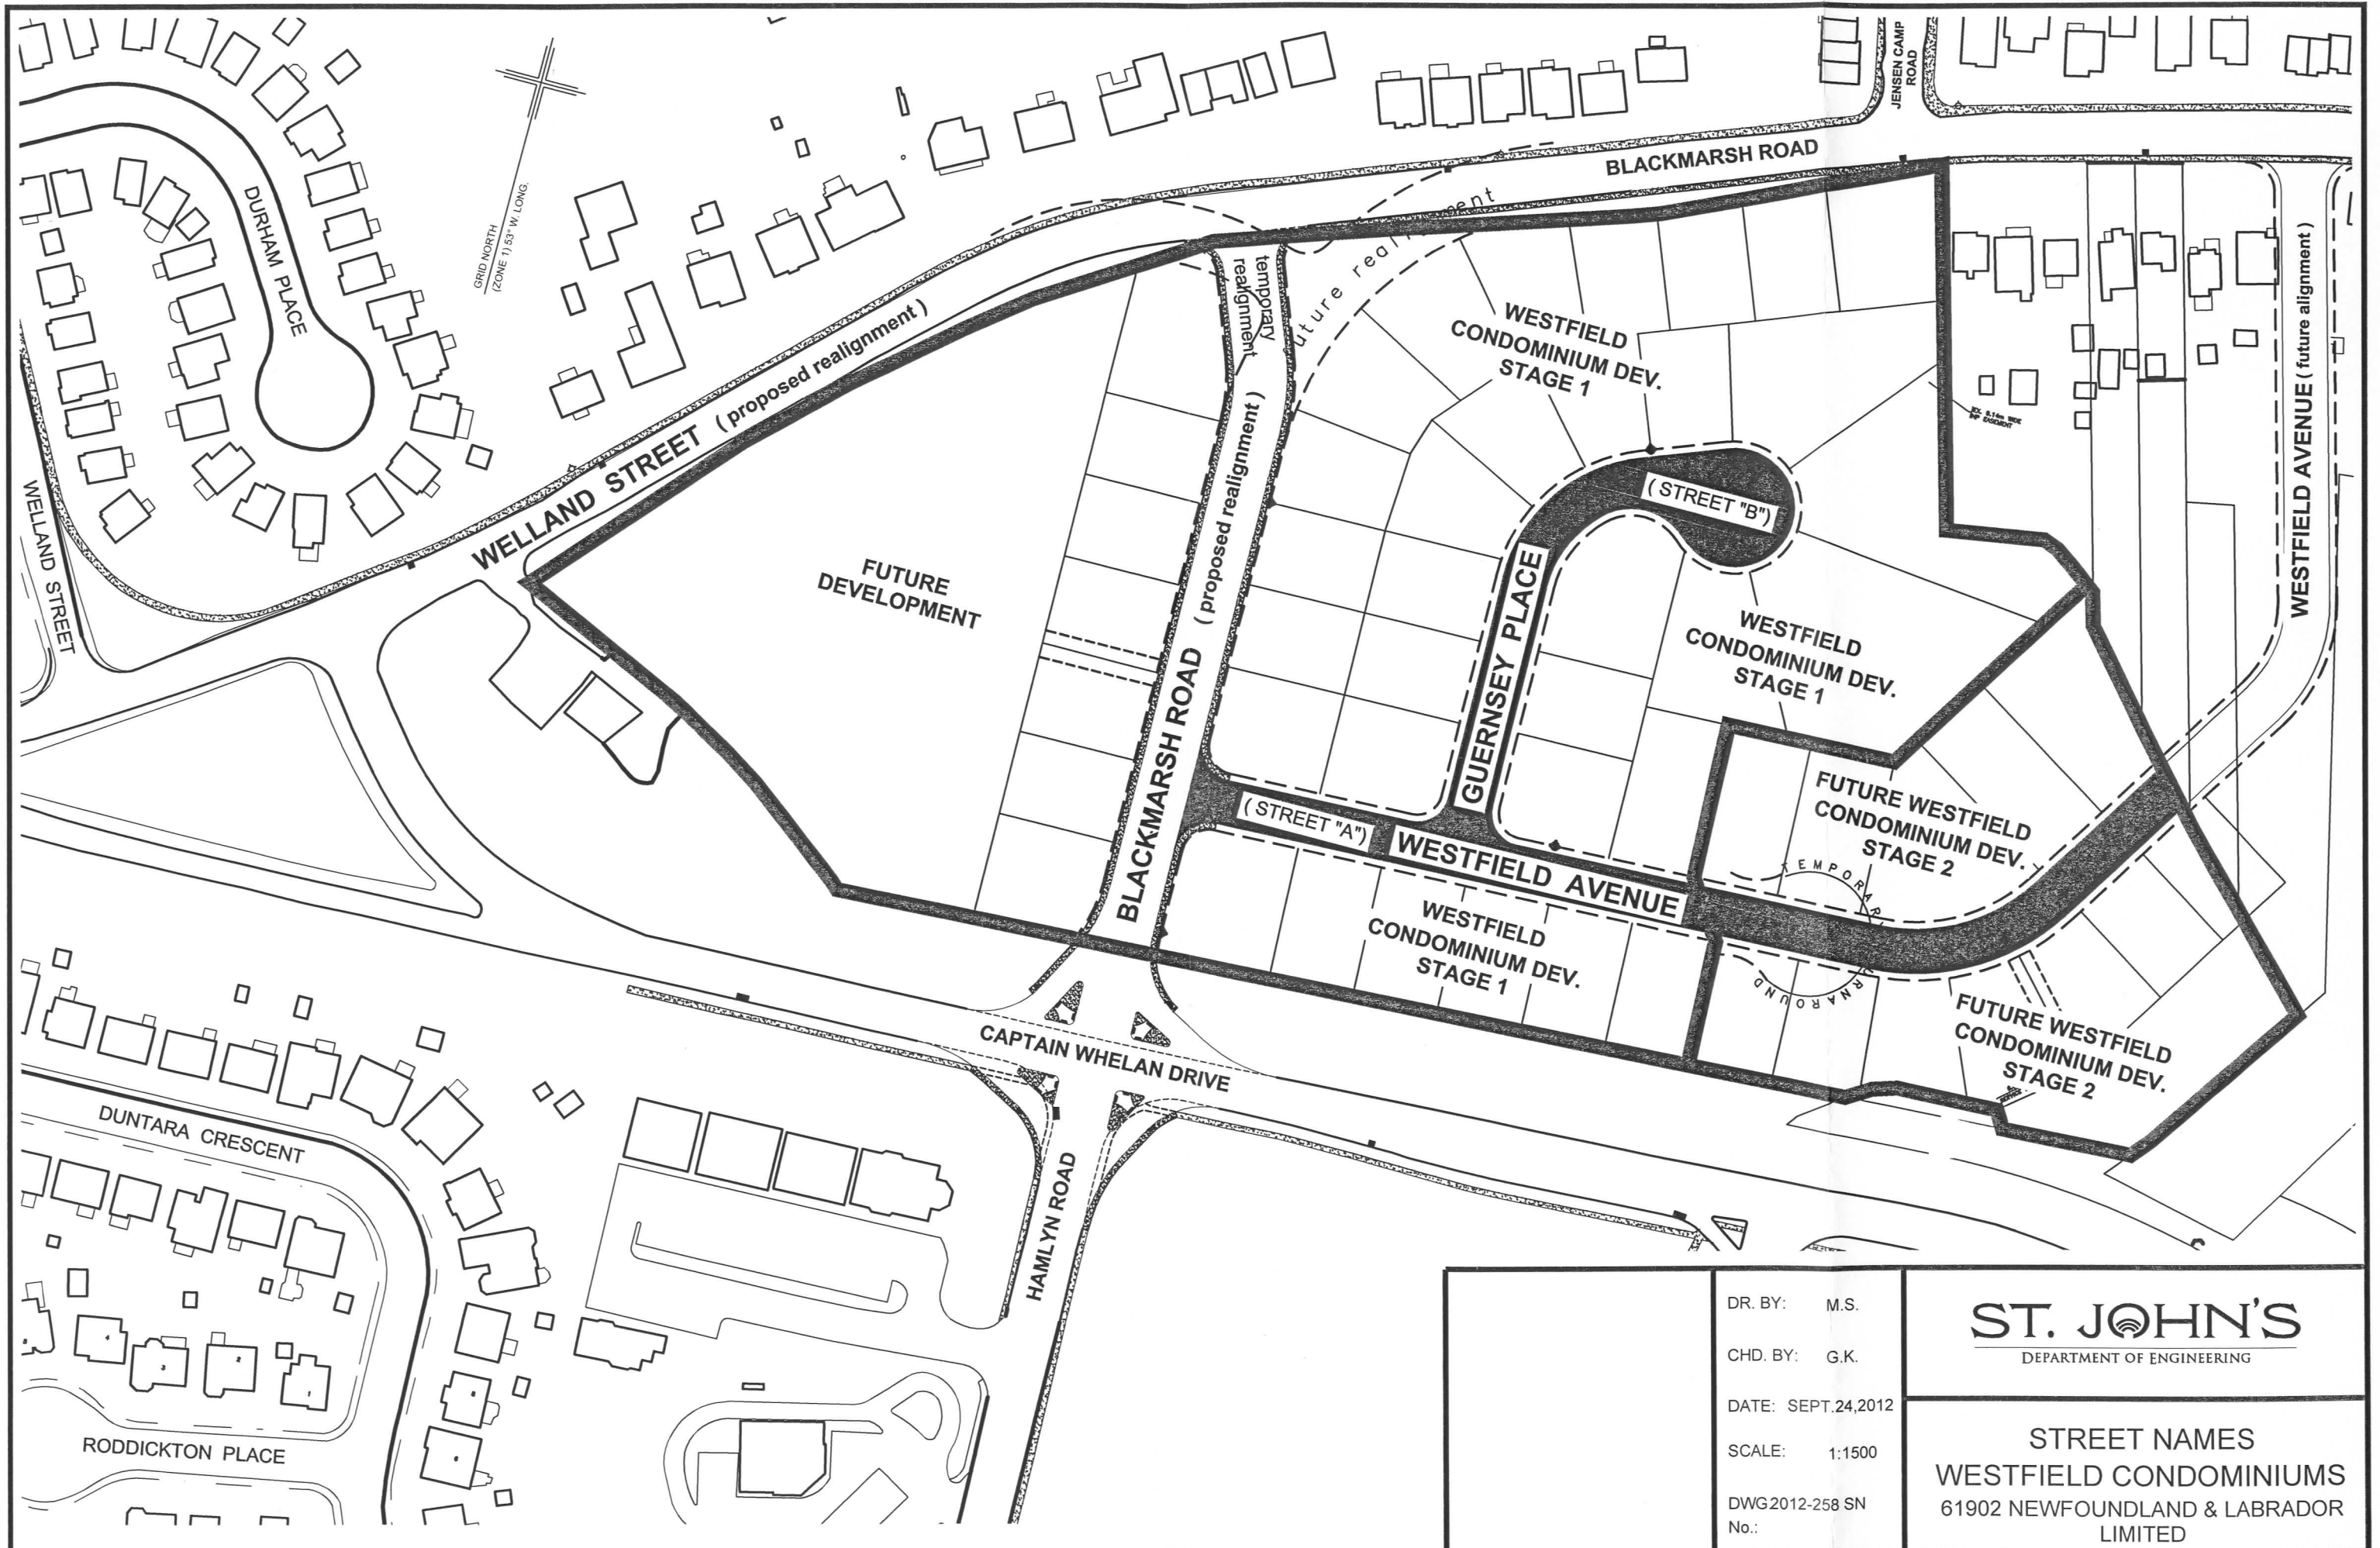 JENSEN CAMP
ROAD
BLACKMARSH ROAD
DURHAM PLACE
GRID NORTH
(ZONE 1) 53° W. LONG.
temporary
realignment
future realignment
WESTFIELD
CONDOMINIUM DEV.
STAGE 1
WESTFIELD AVENUE ( future alignment )
WELLAND STREET ( proposed realignment )
WELLAND STREET
FUTURE
DEVELOPMENT
BLACKMARSH ROAD ( proposed realignment )
( STREET "B")
GUERNSEY PLACE
WESTFIELD
CONDOMINIUM DEV.
STAGE 1
( STREET "A")
WESTFIELD AVENUE
FUTURE WESTFIELD
CONDOMINIUM DEV.
STAGE 2
TEMPORARY
TURNAROUND
WESTFIELD
CONDOMINIUM DEV.
STAGE 1
FUTURE WESTFIELD
CONDOMINIUM DEV.
STAGE 2
CAPTAIN WHELAN DRIVE
HAMLYN ROAD
DUNTARA CRESCENT
RODDICKTON PLACE
DR. BY: M.S.
CHD. BY: G.K.
DATE: SEPT.24,2012
SCALE: 1:1500
DWG 2012-258 SN
No.:
ST. JOHN'S
DEPARTMENT OF ENGINEERING
STREET NAMES
WESTFIELD CONDOMINIUMS
61902 NEWFOUNDLAND & LABRADOR
LIMITED